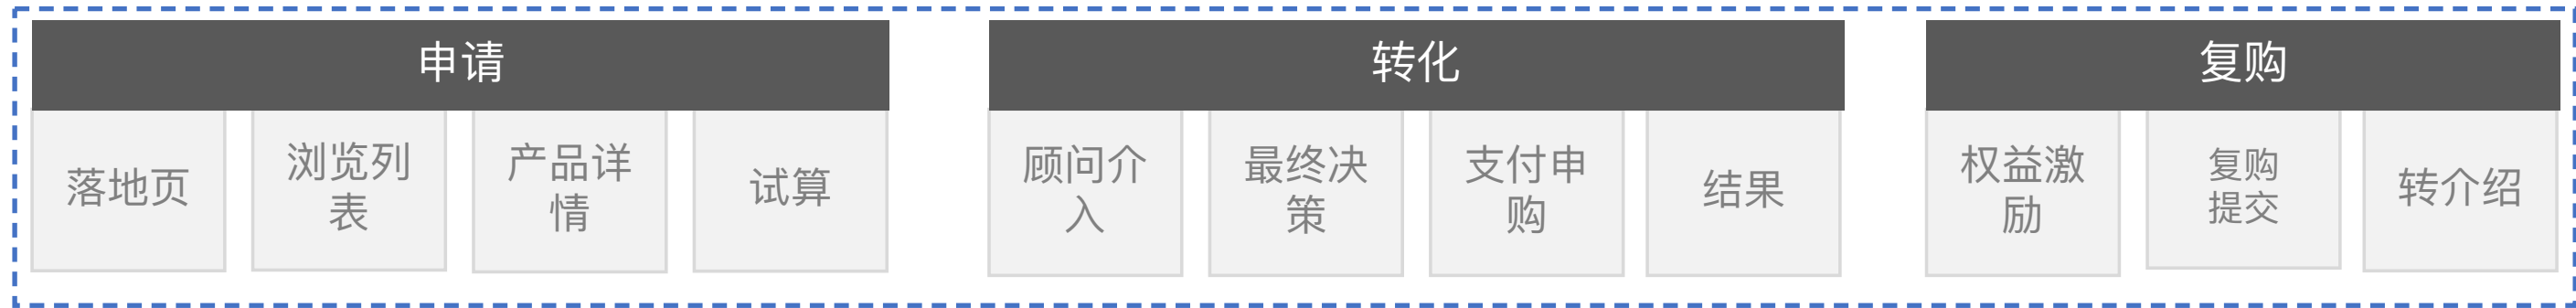 申请
落地页
浏览列
表
产品详
情
试算
转化
顾问介
入
最终决
策
支付申
购
结果
复购
权益激
励
复购
提交
转介绍